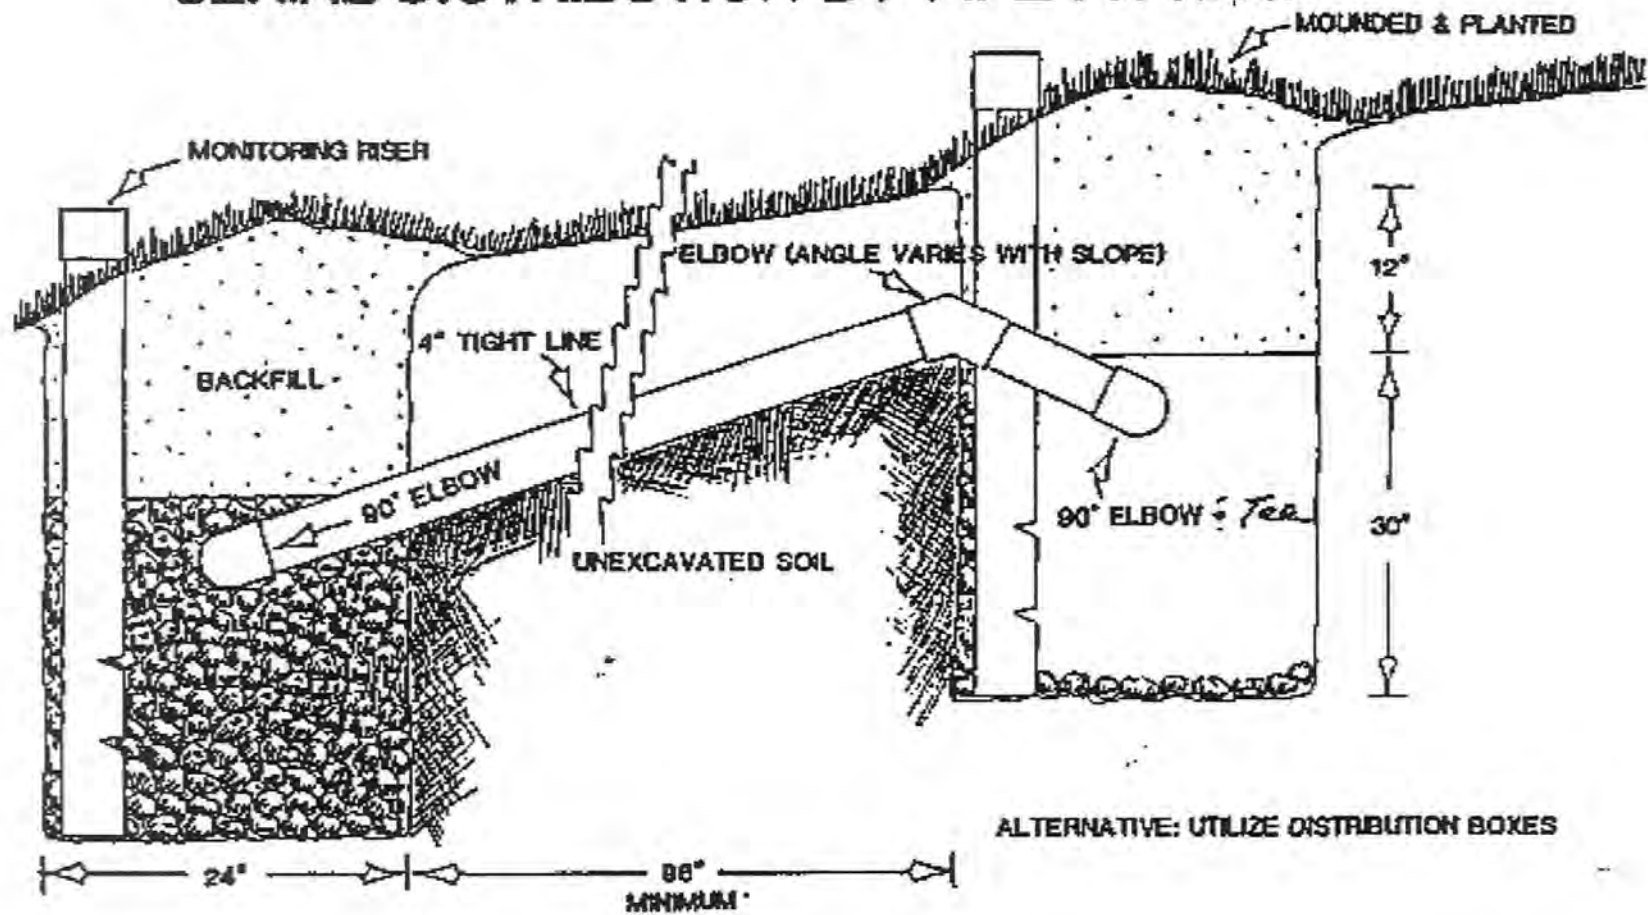 MOUNDED & PLANTED
MONITORING RISER
ELBOW (ANGLE VARIES WITH SLOPE)
12"
4" TIGHT LINE
BACKFILL
90° ELBOW
90° ELBOW & Tee
30"
UNEXCAVATED SOIL
ALTERNATIVE: UTILIZE DISTRIBUTION BOXES
24"
MINIMUM